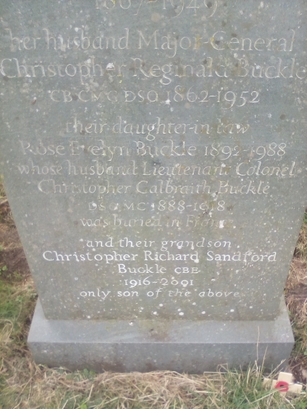 1867-1949
her husband Major-General
Christopher Reginald Buckle
CB CMG DSO 1862-1952
their daughter-in-law
Rose Evelyn Buckle 1892-1988
whose husband Lieutenant Colonel
Christopher Galbraith Buckle
DSO MC 1888-1918
was buried in France
and their grandson
Christopher Richard Sandford
Buckle CBE
1916-2001
only son of the above